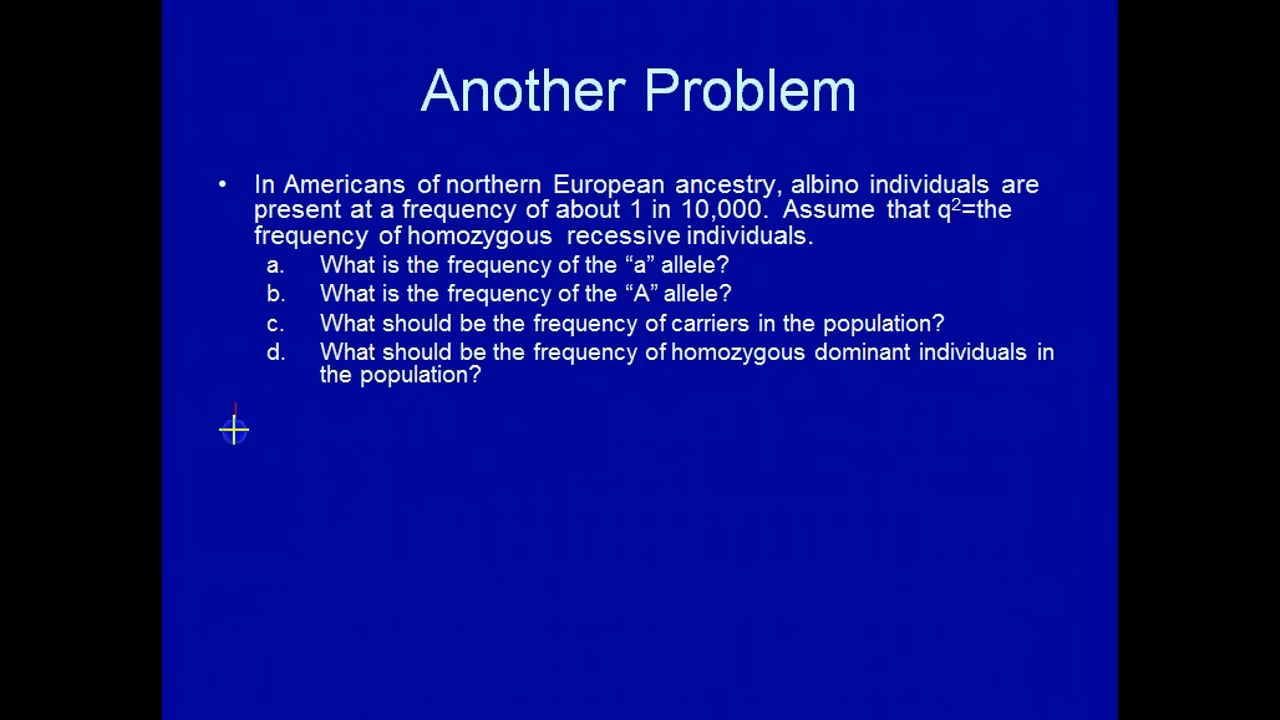 Another Problem
• In Americans of northern European ancestry, albino individuals are
present at a frequency of about 1 in 10,000. Assume that q²=the
frequency of homozygous recessive individuals.
a. What is the frequency of the “a” allele?
b. What is the frequency of the “A” allele?
c. What should be the frequency of carriers in the population?
d. What should be the frequency of homozygous dominant individuals in
the population?